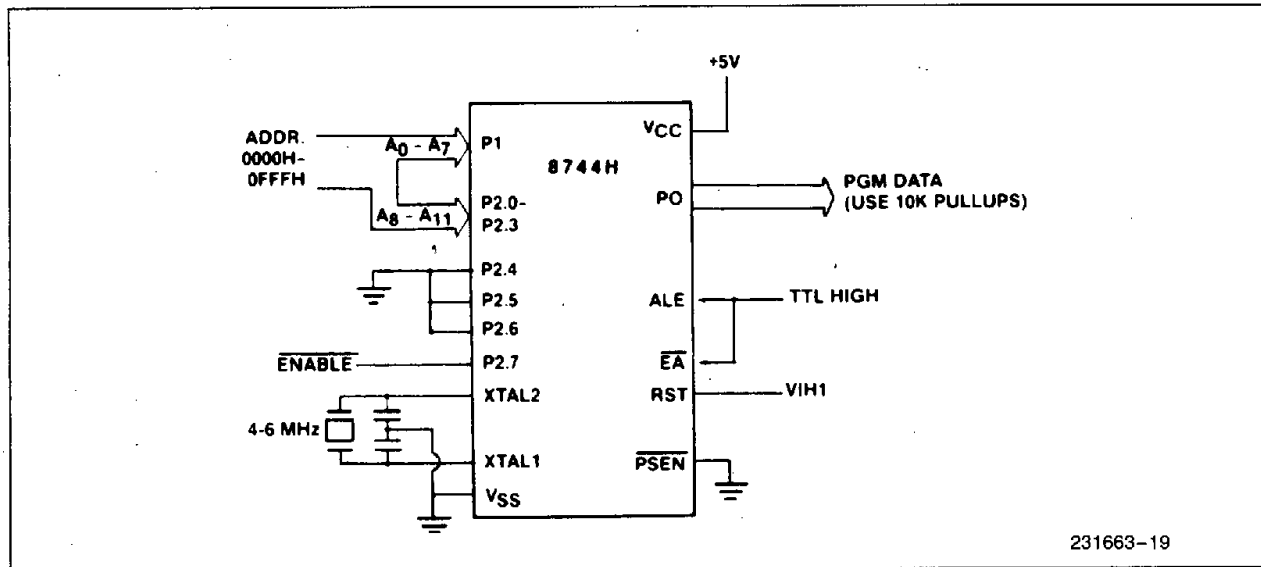 +5V
ADDR.
0000H-
0FFFH
A0 - A7
A8 - A11
P1
P2.0-
P2.3
P2.4
P2.5
P2.6
P2.7
XTAL2
XTAL1
VSS
8744H
VCC
PO
ALE
EA
RST
PSEN
PGM DATA
(USE 10K PULLUPS)
TTL HIGH
VIH1
ENABLE
4-6 MHz
231663-19